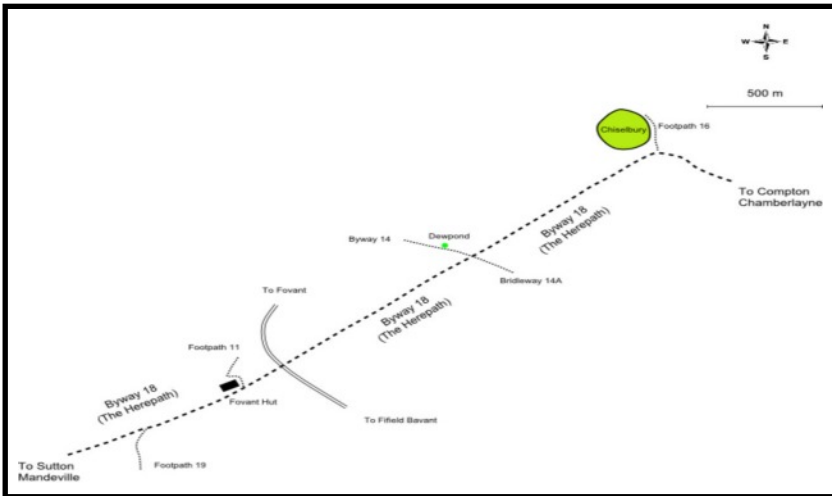 N
W E
S
500 m
Chiselbury
Footpath 16
To Compton
Chamberlayne
Byway 18
(The Herepath)
Dewpond
Byway 14
Bridleway 14A
To Fovant
Byway 18
(The Herepath)
Footpath 11
Byway 18
(The Herepath)
Fovant Hut
To Fifield Bavant
To Sutton
Mandeville
Footpath 19